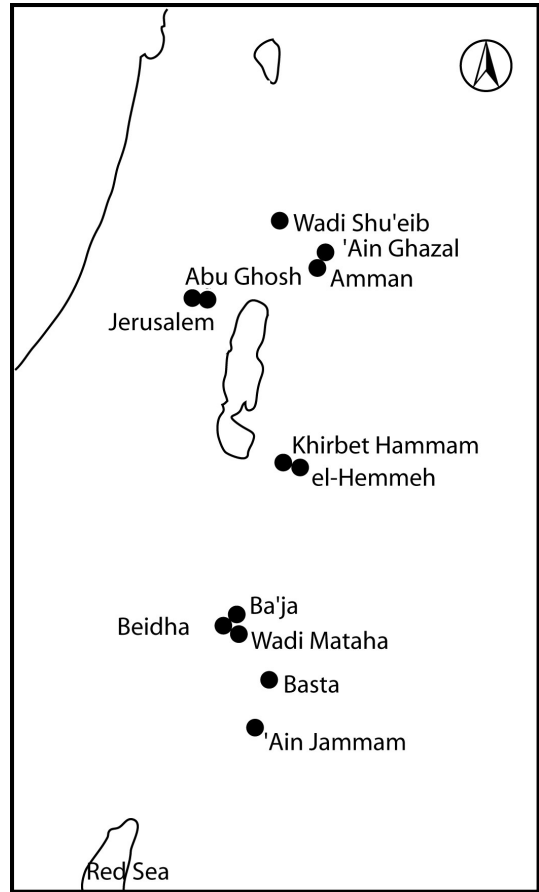 Wadi Shu'eib
'Ain Ghazal
Abu Ghosh
Amman
Jerusalem
Khirbet Hammam
el-Hemmeh
Ba'ja
Beidha
Wadi Mataha
Basta
'Ain Jammam
Red Sea